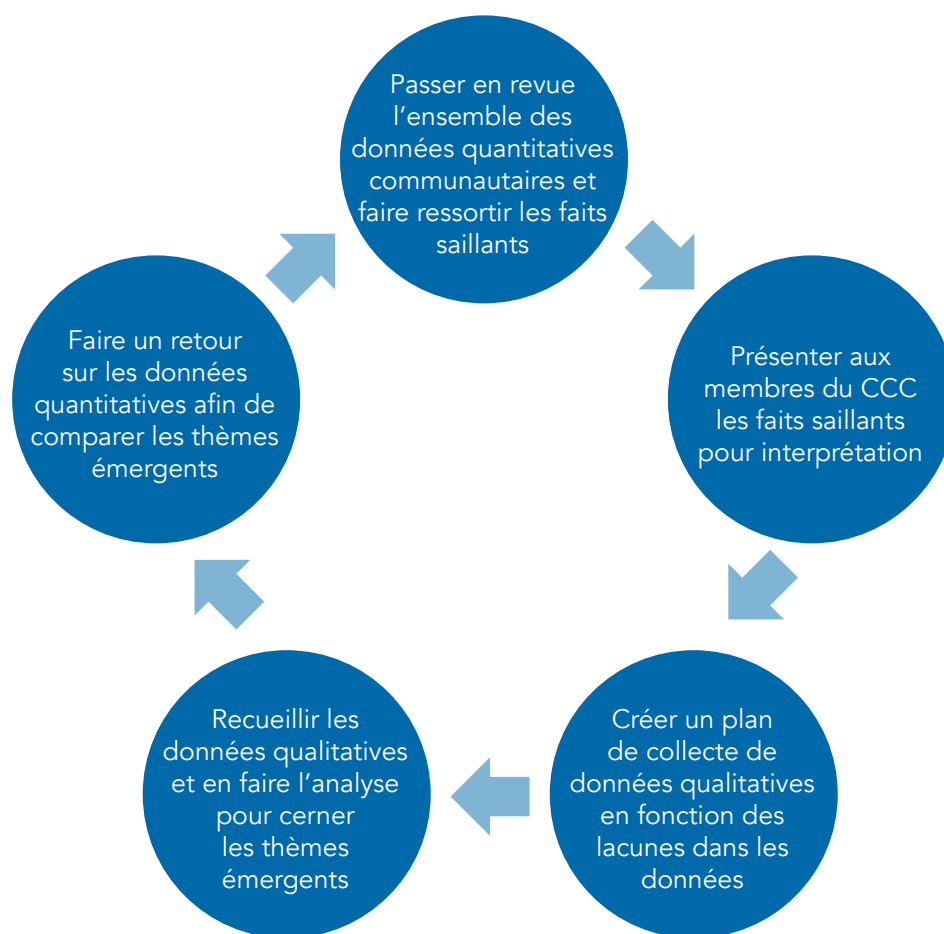 Passer en revue
l’ensemble des
données quantitatives
communautaires et
faire ressortir les faits
saillants
Présenter aux
membres du CCC
les faits saillants
pour interprétation
Créer un plan
de collecte de
données qualitatives
en fonction des
lacunes dans les
données
Recueillir les
données qualitatives
et en faire l’analyse
pour cerner
les thèmes
émergents
Faire un retour
sur les données
quantitatives afin de
comparer les thèmes
émergents